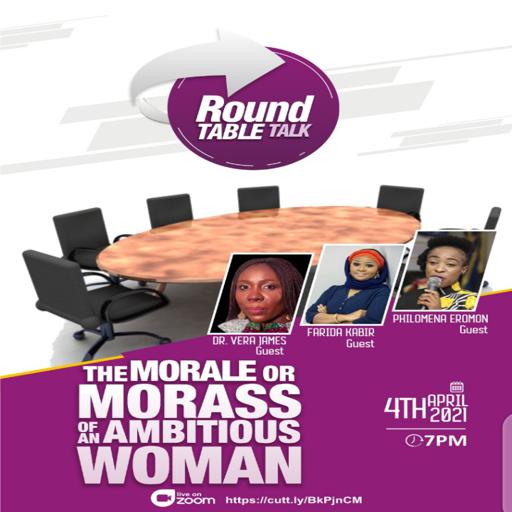 Round
TABLE TALK
DR. VERA JAMES
Guest
FARIDA KABIR
Guest
PHILOMENA EROMON
Guest
THE MORALE OR
MORASS
OF AN AMBITIOUS
WOMAN
4TH APRIL 2021
7PM
live on
zoom
https://cutt.ly/BkPjnCM